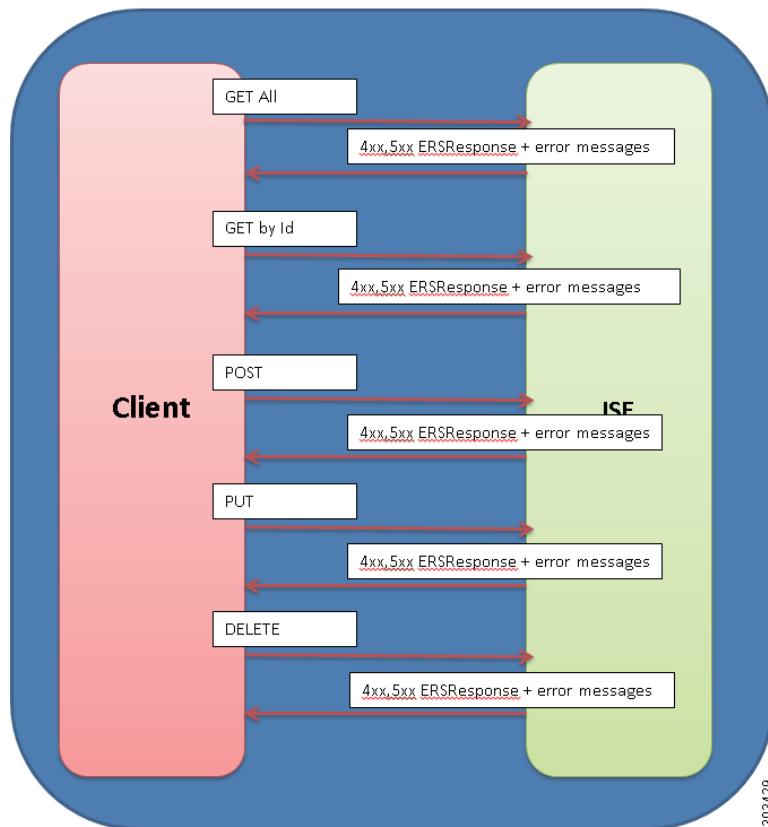 GET All
4xx,5xx ERSResponse + error messages
GET by Id
4xx,5xx ERSResponse + error messages
POST
Client
ISE
4xx,5xx ERSResponse + error messages
PUT
4xx,5xx ERSResponse + error messages
DELETE
4xx,5xx ERSResponse + error messages